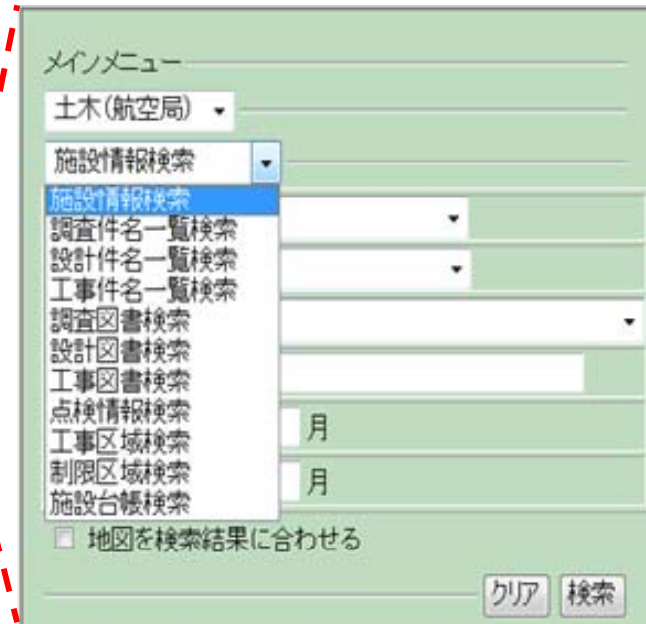 メインメニュー
土木(航空局)
施設情報検索
施設情報検索
調査件名一覧検索
設計件名一覧検索
工事件名一覧検索
調査図書検索
設計図書検索
工事図書検索
点検情報検索
月
工事区域検索
制限区域検索
月
施設台帳検索
地図を検索結果に合わせる
クリア 検索